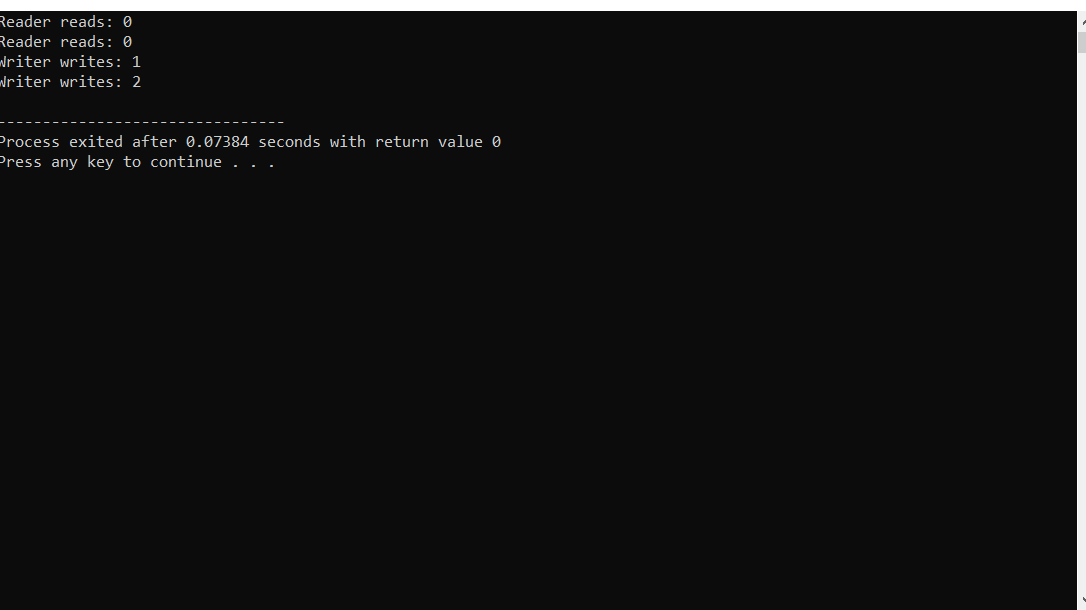 Reader reads: 0
Reader reads: 0
Writer writes: 1
Writer writes: 2
--------------------------------
Process exited after 0.07384 seconds with return value 0
Press any key to continue . . .